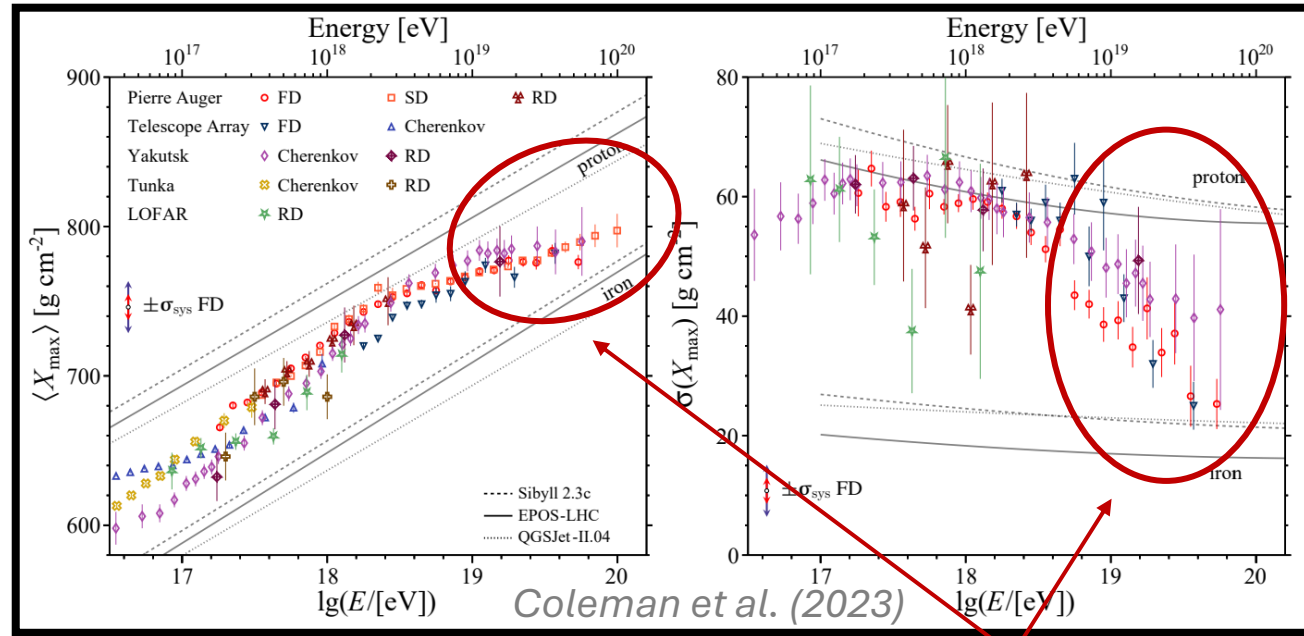 Energy [eV]
10^17 10^18 10^19 10^20
900
800
700
600
⟨X_max⟩ [g cm^-2]
Pierre Auger FD SD RD
Telescope Array FD Cherenkov
Yakutsk Cherenkov RD
Tunka Cherenkov RD
LOFAR RD
±σ_sys FD
proton
iron
Sibyll 2.3c
EPOS-LHC
QGSJet-II.04
17 18 19 20
lg(E/[eV])
Energy [eV]
10^17 10^18 10^19 10^20
80
60
40
20
0
σ(X_max) [g cm^-2]
proton
iron
±σ_sys FD
17 18 19 20
lg(E/[eV])
Coleman et al. (2023)